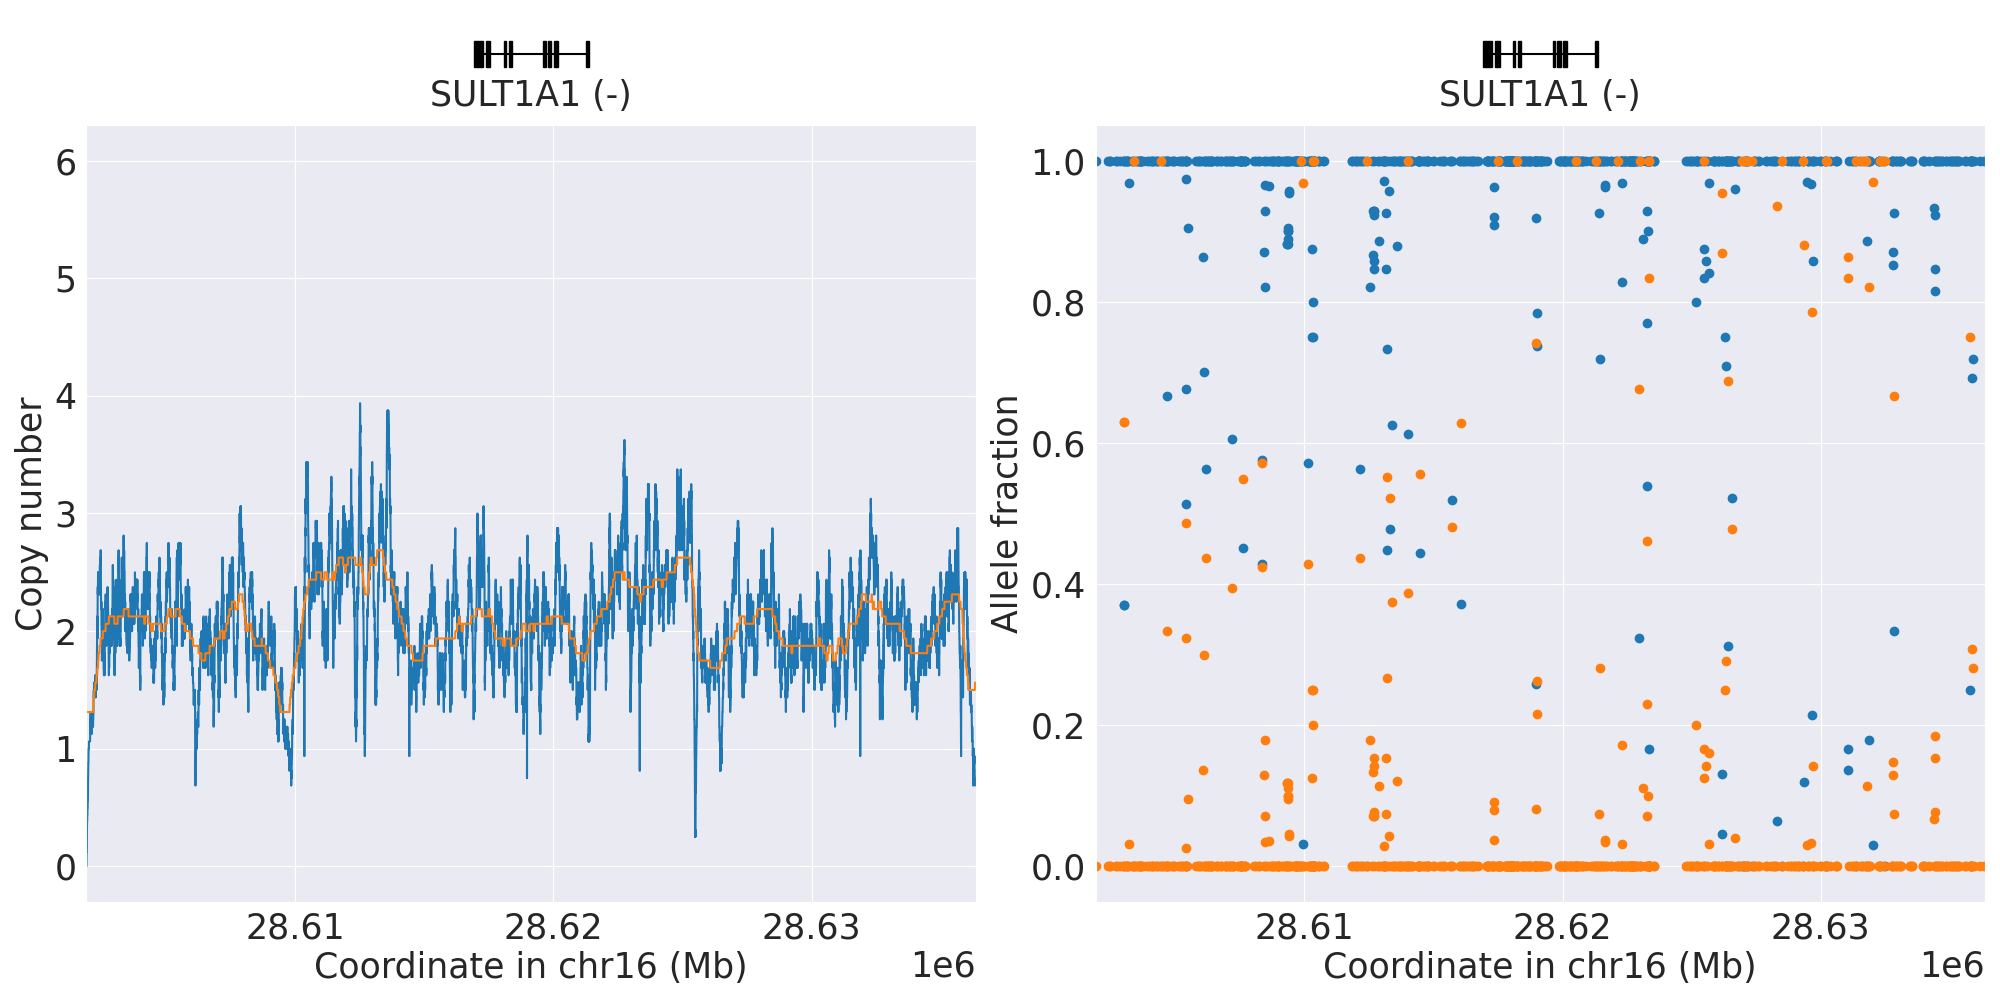 SULT1A1 (-)
6
5
4
3
2
1
0
Copy number
28.61
28.62
28.63
Coordinate in chr16 (Mb)
1e6
SULT1A1 (-)
1.0
0.8
0.6
0.4
0.2
0.0
Allele fraction
28.61
28.62
28.63
Coordinate in chr16 (Mb)
1e6